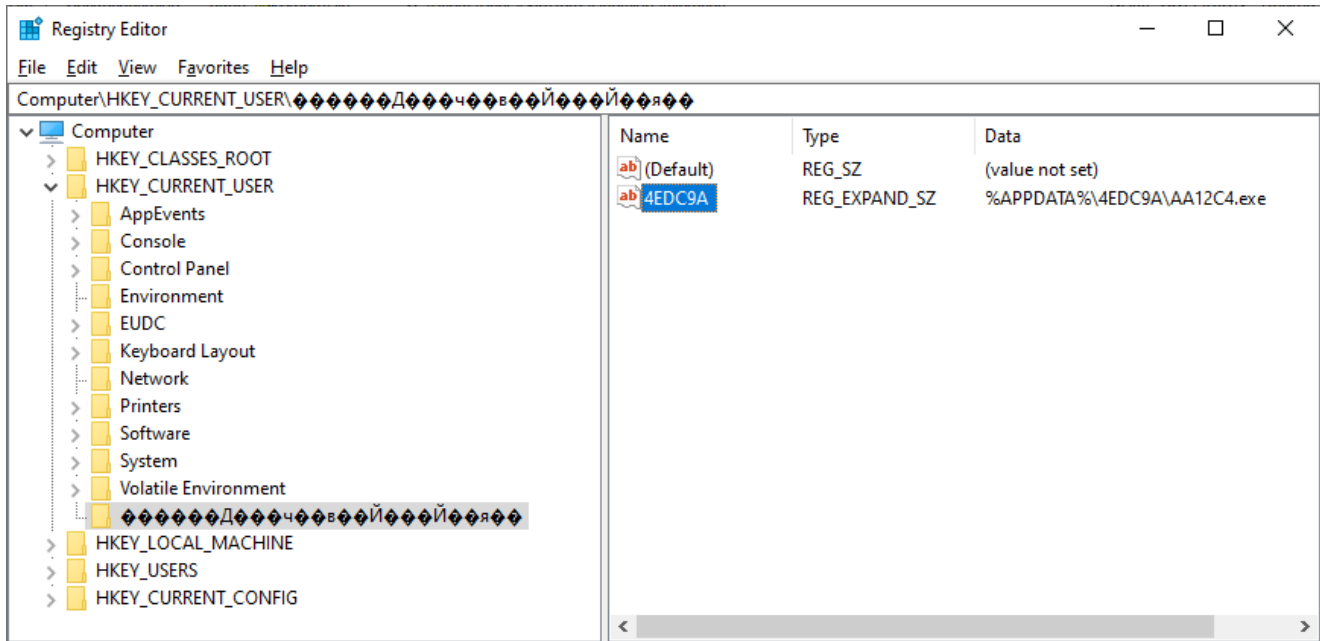 Registry Editor
File Edit View Favorites Help
Computer\HKEY_CURRENT_USER\������Д���ч��в��Й���Й��я��
Computer
HKEY_CLASSES_ROOT
HKEY_CURRENT_USER
AppEvents
Console
Control Panel
Environment
EUDC
Keyboard Layout
Network
Printers
Software
System
Volatile Environment
������Д���ч��в��Й���Й��я��
HKEY_LOCAL_MACHINE
HKEY_USERS
HKEY_CURRENT_CONFIG
Name Type Data
(Default) REG_SZ (value not set)
4EDC9A REG_EXPAND_SZ %APPDATA%\4EDC9A\AA12C4.exe